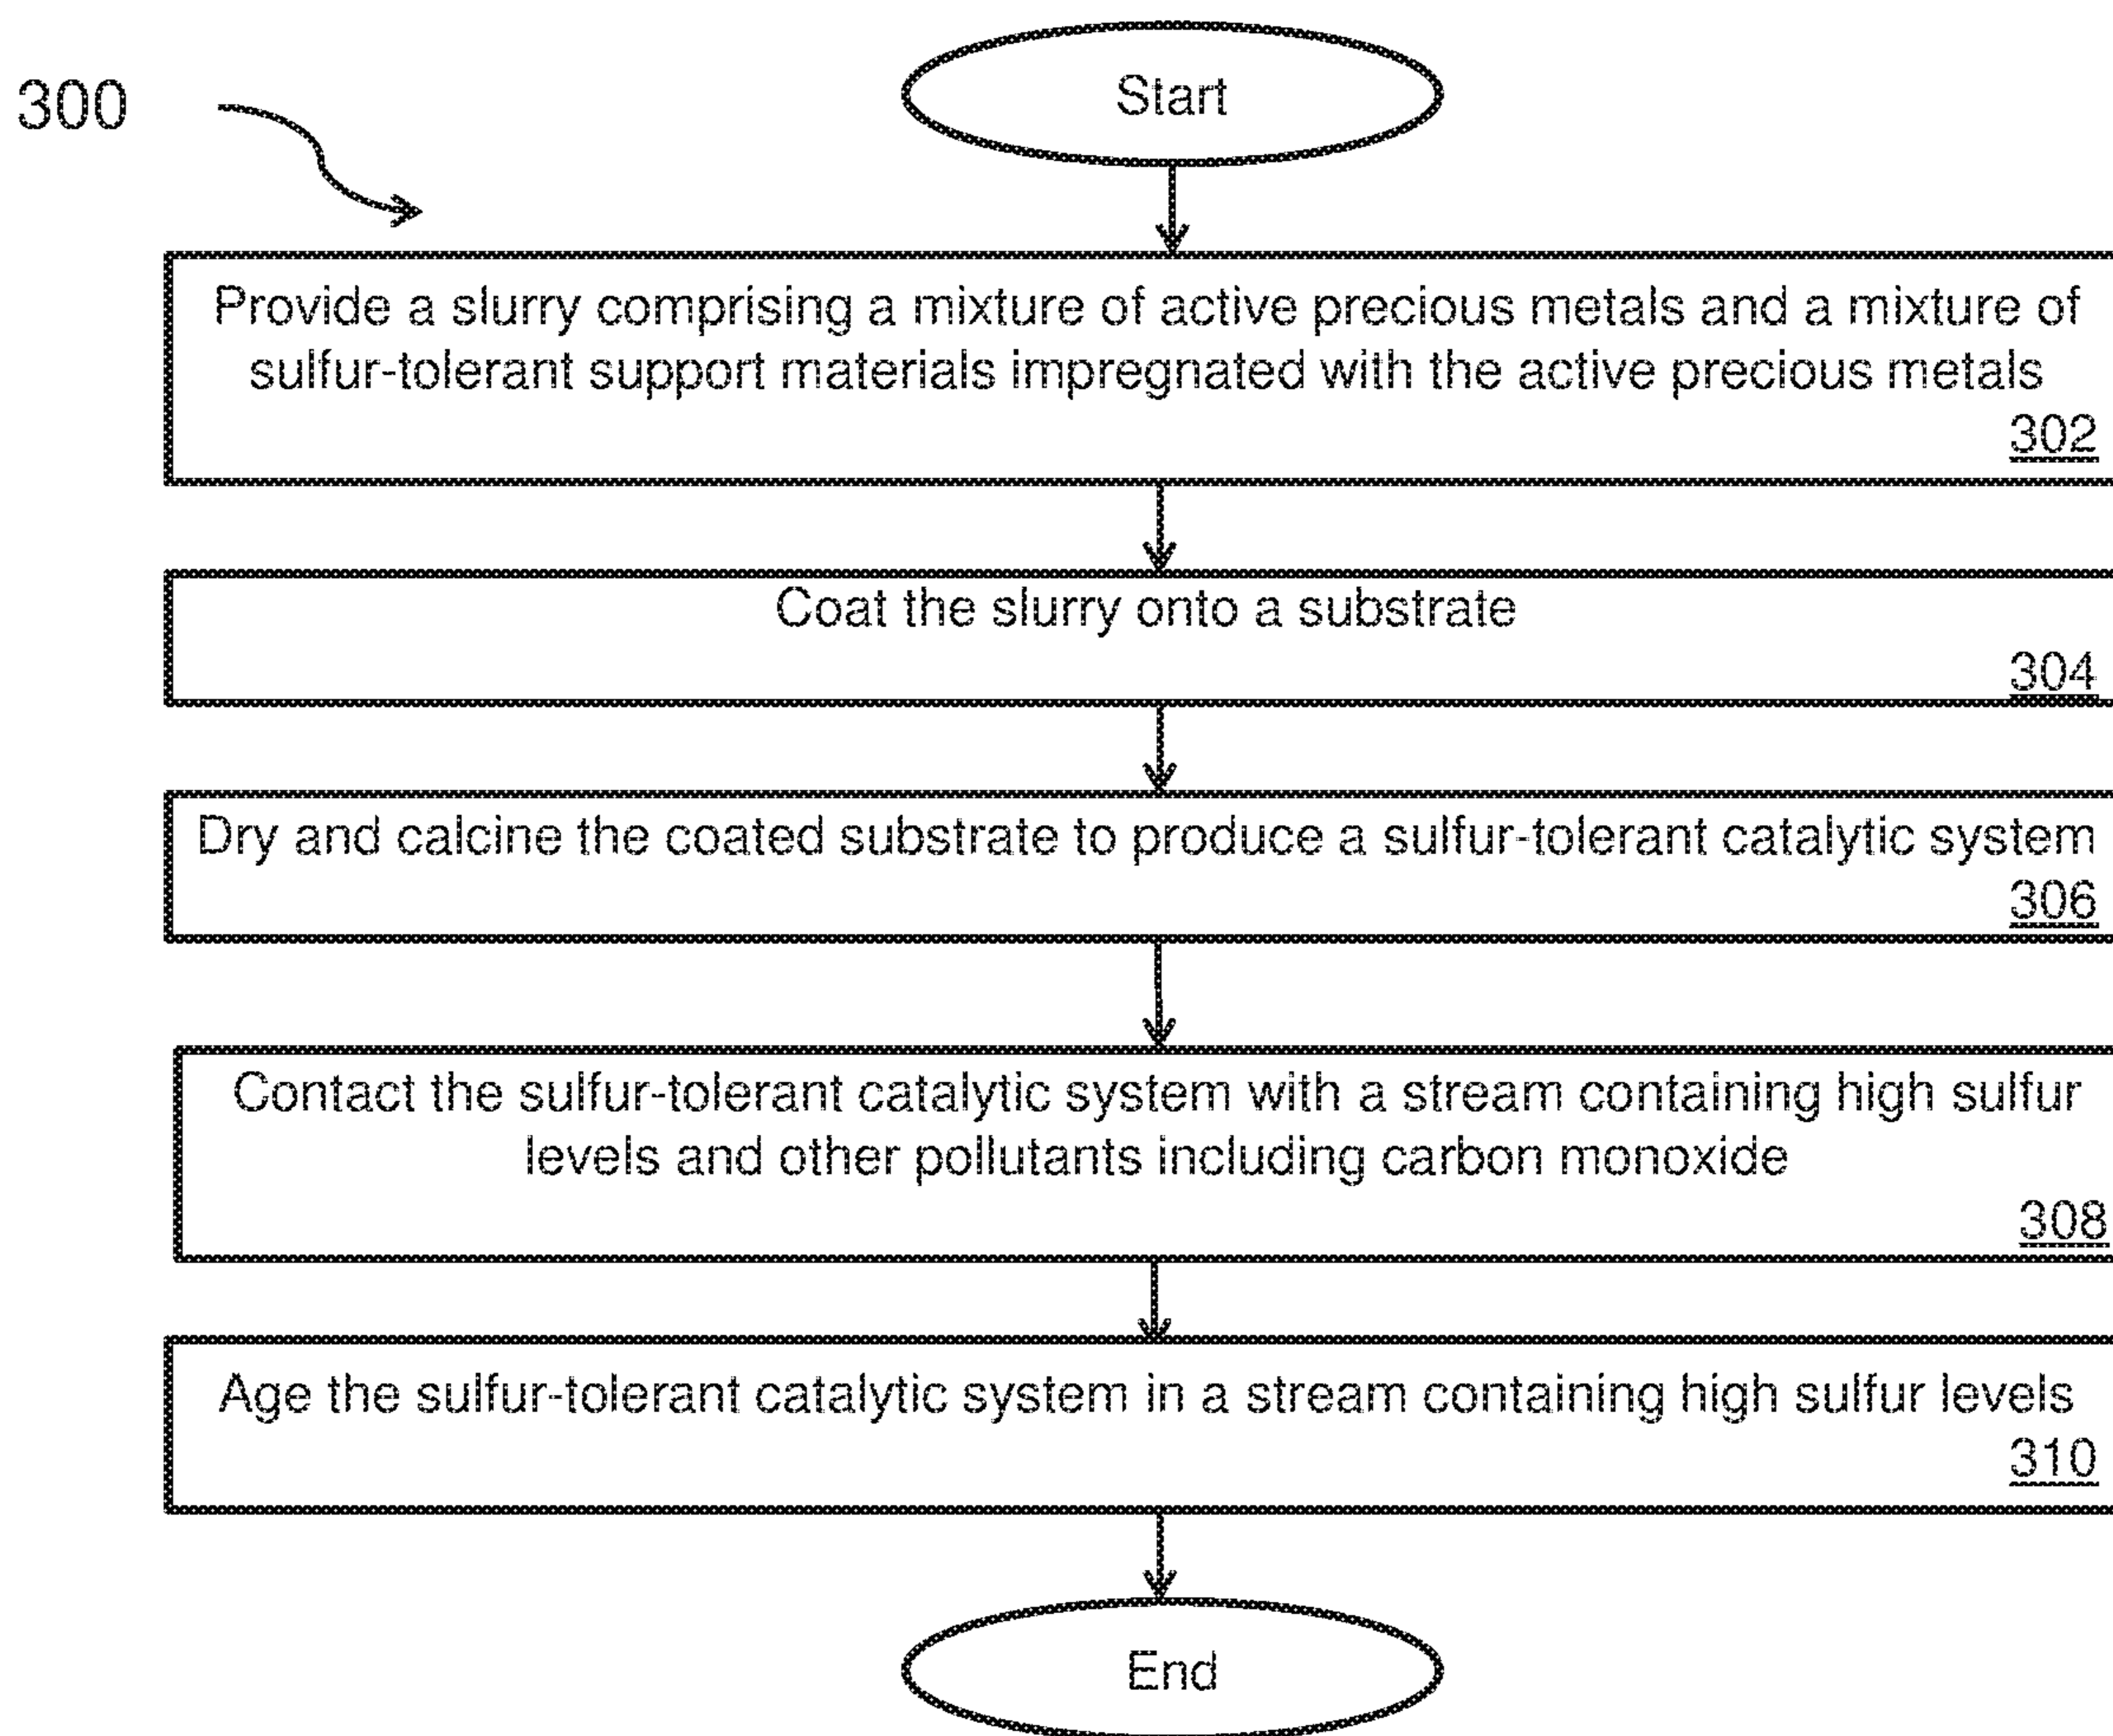 300
Start
Provide a slurry comprising a mixture of active precious metals and a mixture of
sulfur-tolerant support materials impregnated with the active precious metals
302
Coat the slurry onto a substrate
304
Dry and calcine the coated substrate to produce a sulfur-tolerant catalytic system
306
Contact the sulfur-tolerant catalytic system with a stream containing high sulfur
levels and other pollutants including carbon monoxide
308
Age the sulfur-tolerant catalytic system in a stream containing high sulfur levels
310
End